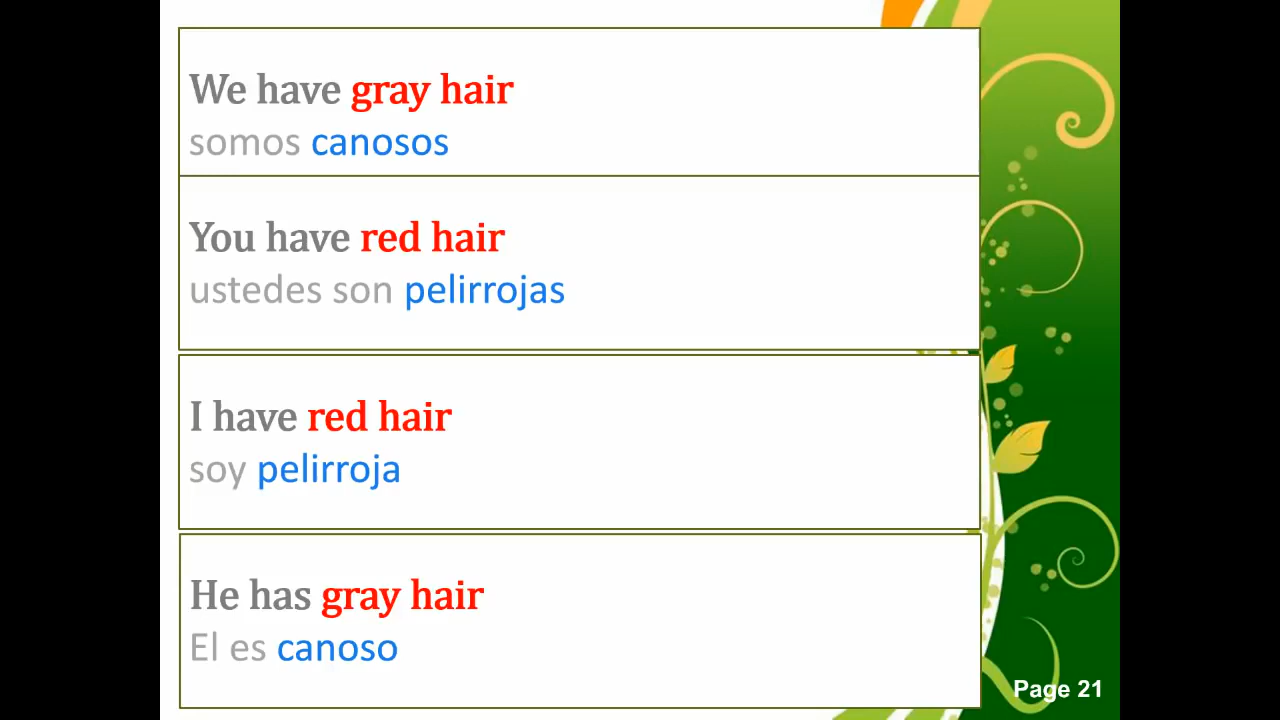 We have gray hair
somos canosos
You have red hair
ustedes son pelirrojas
I have red hair
soy pelirroja
He has gray hair
El es canoso
Page 21